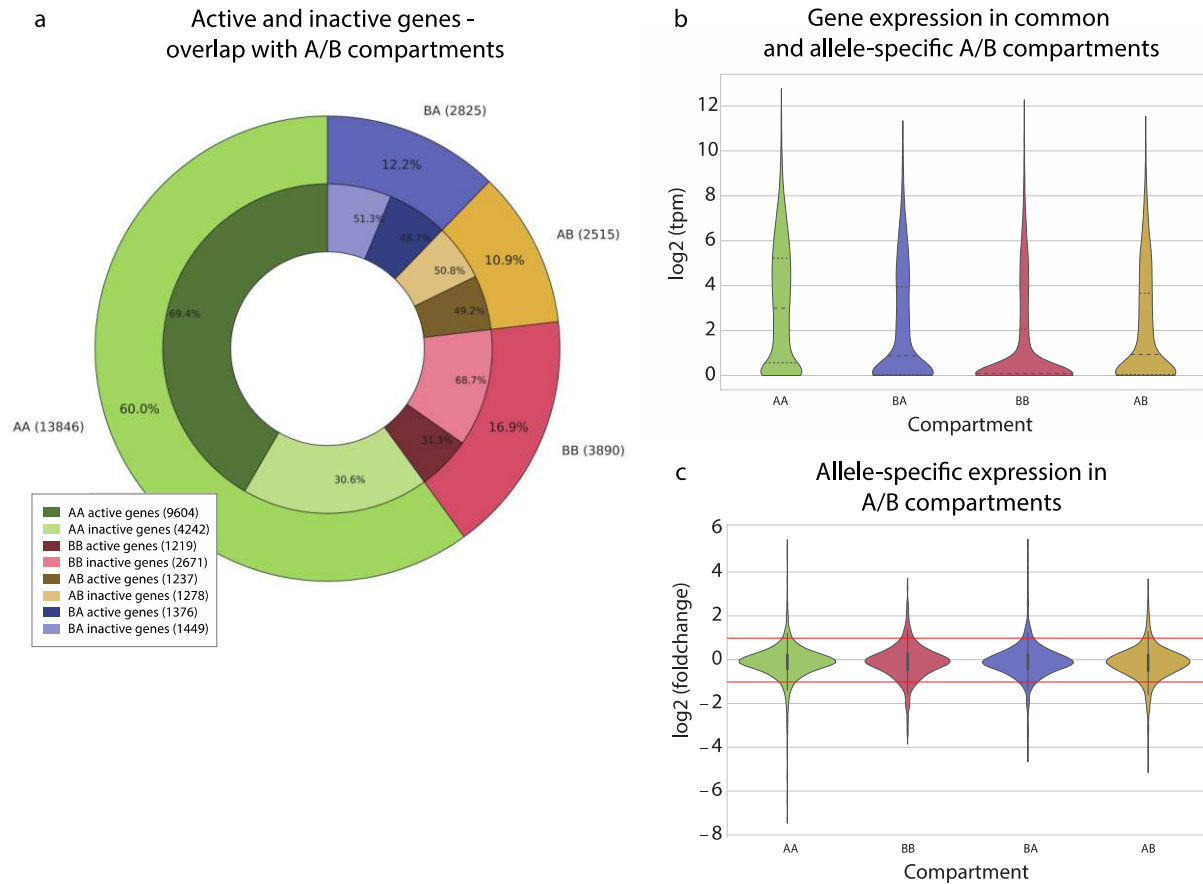 a
Active and inactive genes -
overlap with A/B compartments
BA (2825)
12.2%
AB (2515)
10.9%
51.3%
48.7%
50.8%
49.2%
69.4%
68.7%
60.0%
AA (13846)
16.9%
31.3%
BB (3890)
30.6%
AA active genes (9604)
AA inactive genes (4242)
BB active genes (1219)
BB inactive genes (2671)
AB active genes (1237)
AB inactive genes (1278)
BA active genes (1376)
BA inactive genes (1449)
b
Gene expression in common
and allele-specific A/B compartments
log2 (tpm)
12
10
8
6
4
2
0
AA BA BB AB
Compartment
c
Allele-specific expression in
A/B compartments
log2 (foldchange)
6
4
2
0
–2
–4
–6
–8
AA BB BA AB
Compartment